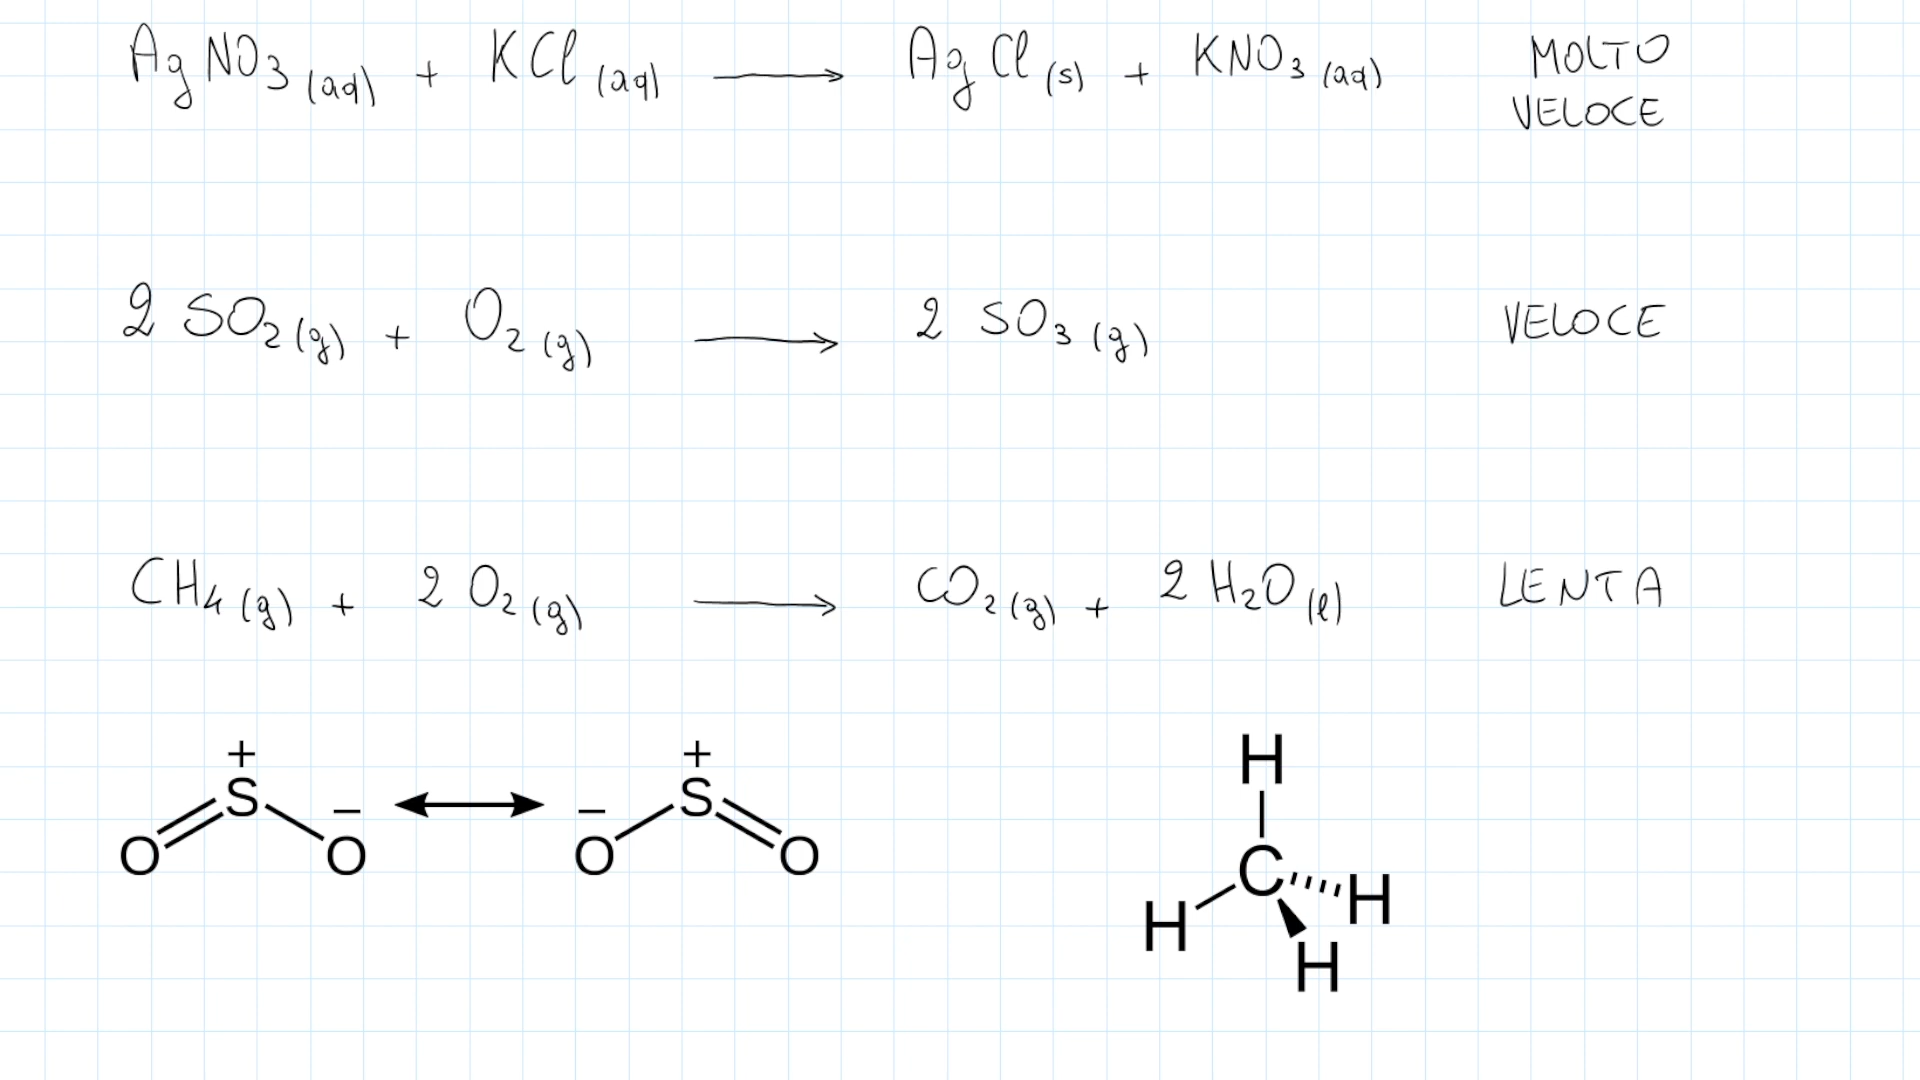 AgNO3 (aq) + KCl (aq) → AgCl (s) + KNO3 (aq) MOLTO
VELOCE
2 SO2 (g) + O2 (g) → 2 SO3 (g) VELOCE
CH4 (g) + 2 O2 (g) → CO2 (g) + 2 H2O (l) LENTA
H
+ +
S − ↔ − S
O O O O
C H
H
H